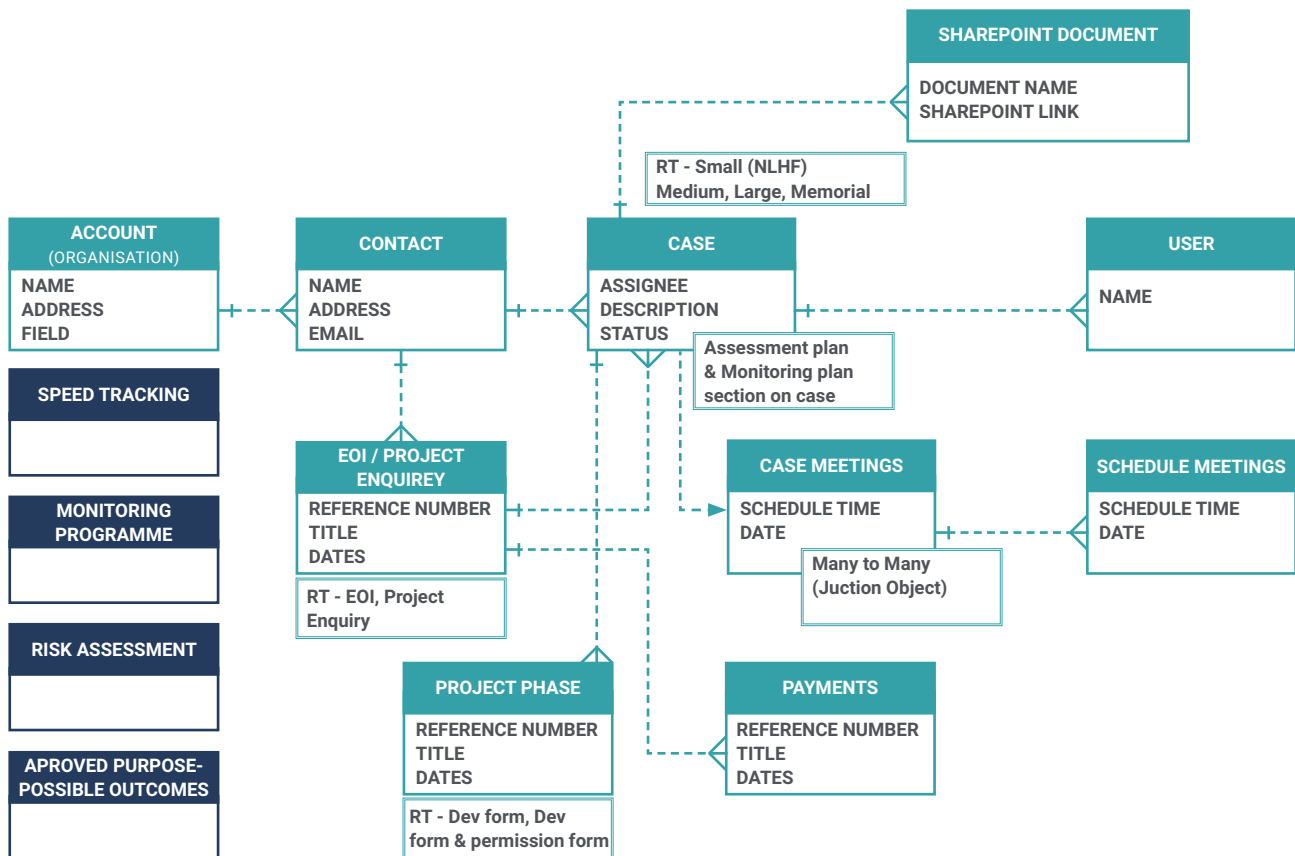 SHAREPOINT DOCUMENT
DOCUMENT NAME
SHAREPOINT LINK
RT - Small (NLHF)
Medium, Large, Memorial
ACCOUNT
(ORGANISATION)
NAME
ADDRESS
FIELD
CONTACT
NAME
ADDRESS
EMAIL
CASE
ASSIGNEE
DESCRIPTION
STATUS
USER
NAME
Assessment plan
& Monitoring plan
section on case
SPEED TRACKING
EOI / PROJECT
ENQUIREY
REFERENCE NUMBER
TITLE
DATES
RT - EOI, Project
Enquiry
CASE MEETINGS
SCHEDULE TIME
DATE
Many to Many
(Juction Object)
SCHEDULE MEETINGS
SCHEDULE TIME
DATE
MONITORING
PROGRAMME
RISK ASSESSMENT
PROJECT PHASE
REFERENCE NUMBER
TITLE
DATES
RT - Dev form, Dev
form & permission form
PAYMENTS
REFERENCE NUMBER
TITLE
DATES
APROVED PURPOSE-
POSSIBLE OUTCOMES